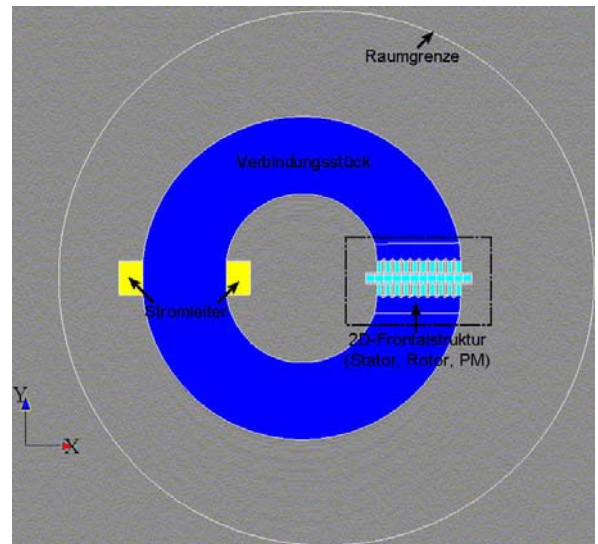 Raumgrenze
Verbindungsstück
Stromleiter
2D-Frontalstruktur
(Stator, Rotor, PM)
Y
X